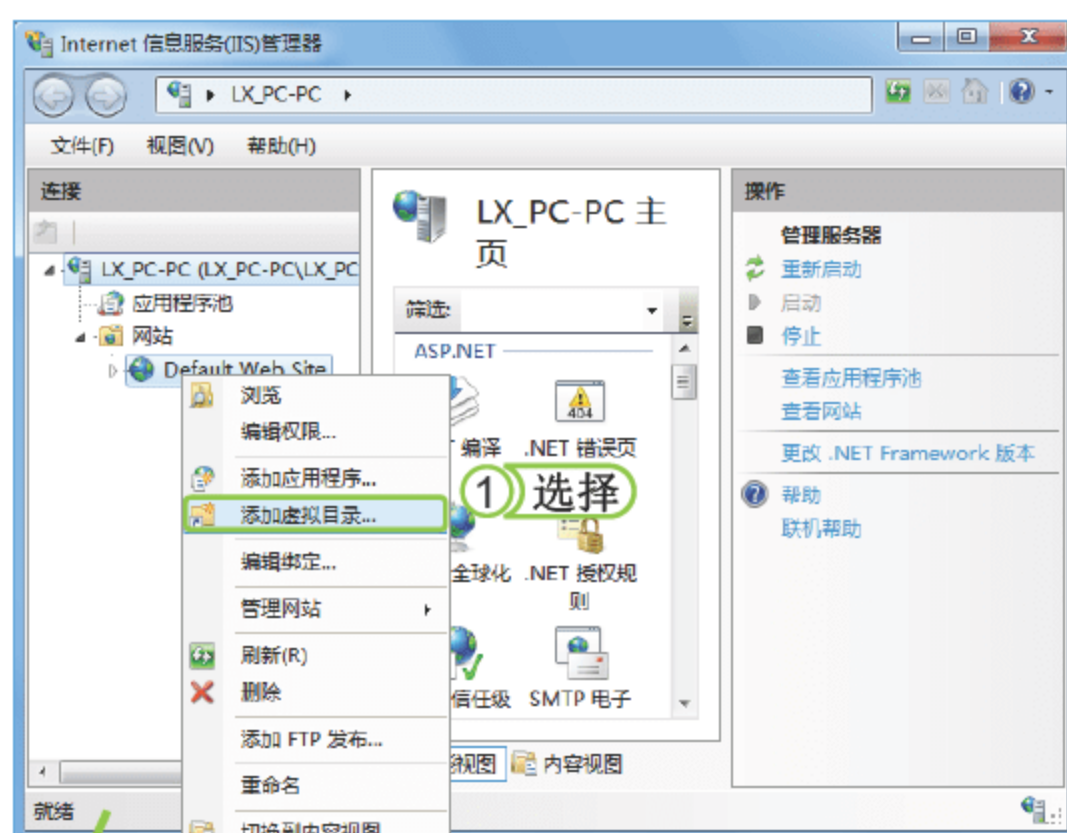 Internet 信息服务(IIS)管理器
LX_PC-PC
文件(F) 视图(V) 帮助(H)
连接
LX_PC-PC (LX_PC-PC\LX_PC
应用程序池
网站
Default Web Site
浏览
编辑权限...
添加应用程序...
添加虚拟目录...
编辑绑定...
管理网站
刷新(R)
删除
添加 FTP 发布...
重命名
切换到内容视图
LX_PC-PC 主
页
筛选:
ASP.NET
编译
.NET 错误页
404
① 选择
全球化
.NET 授权规
则
信任级
SMTP 电子
视图
内容视图
操作
管理服务器
重新启动
启动
停止
查看应用程序池
查看网站
更改 .NET Framework 版本
帮助
联机帮助
就绪